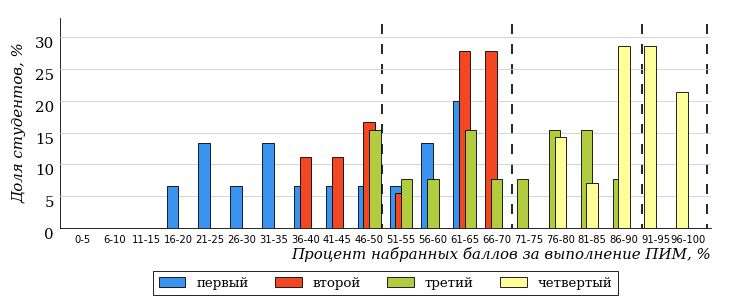 Доля студентов, %
30
25
20
15
10
5
0
0-5 6-10 11-15 16-20 21-25 26-30 31-35 36-40 41-45 46-50 51-55 56-60 61-65 66-70 71-75 76-80 81-85 86-90 91-95 96-100
Процент набранных баллов за выполнение ПИМ, %
первый второй третий четвертый